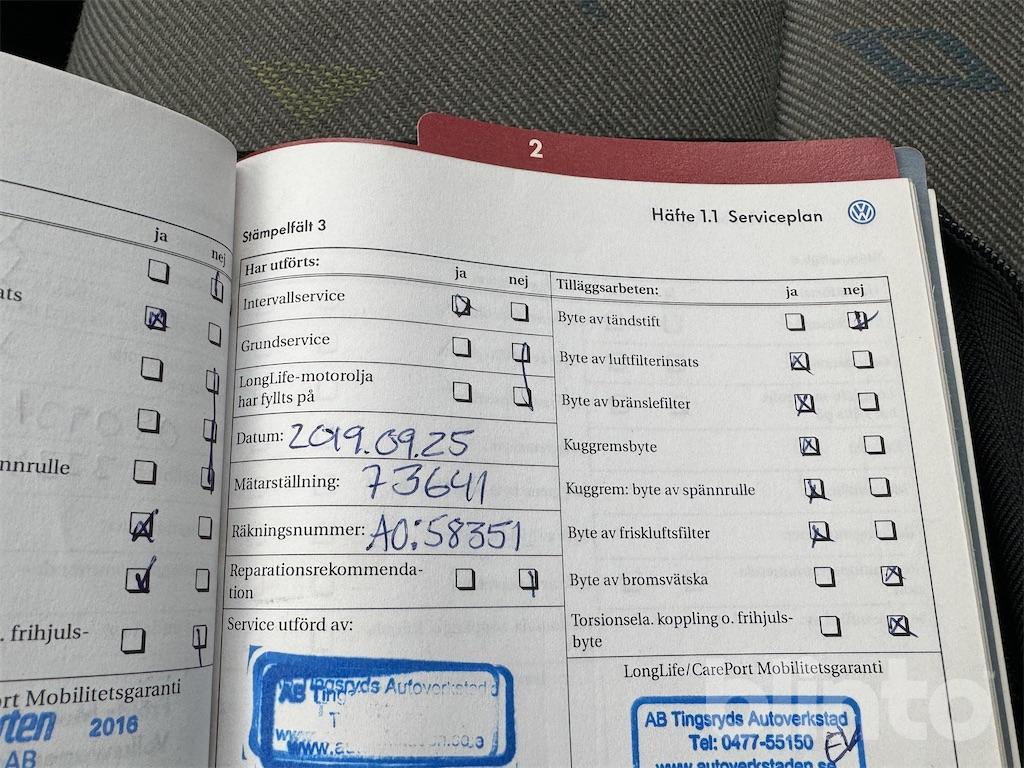 2
Häfte 1.1 Serviceplan
Stämpelfält 3
ja
nej
ats
nnrulle
. frihjuls-
ort Mobilitetsgaranti
rten 2016
AB
Har utförts: ja nej
Intervallservice
Grundservice
LongLife-motorolja
har fyllts på
Datum: 2019.09.25
Mätarställning: 73641
Räkningsnummer: AO:58351
Reparationsrekommenda-
tion
Service utförd av:
AB Tingsryds Autoverkstad
Tilläggsarbeten: ja nej
Byte av tändstift
Byte av luftfilterinsats
Byte av bränslefilter
Kuggremsbyte
Kuggrem: byte av spännrulle
Byte av friskluftsfilter
Byte av bromsvätska
Torsionsela. koppling o. frihjuls-
byte
LongLife/CarePort Mobilitetsgaranti
AB Tingsryds Autoverkstad
Tel: 0477-55150
www.autoverkstaden.se
blinto